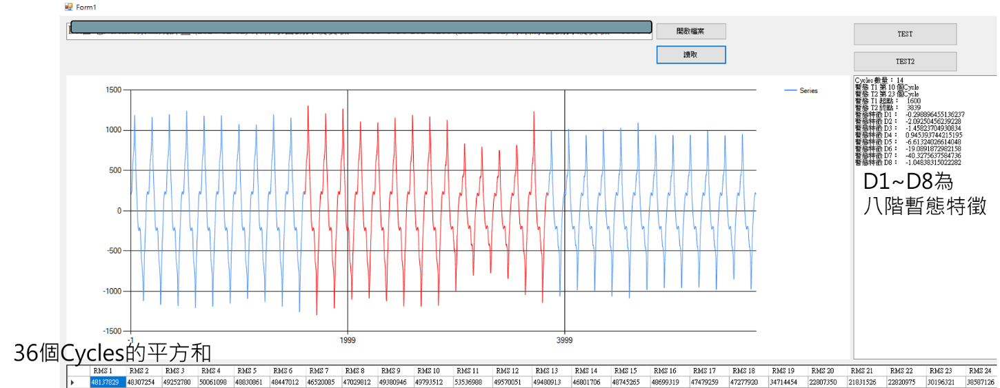 Form1
開啟檔案
讀取
TEST
TEST2
Series
1500
1000
500
0
-500
-1000
-1500
-1
1999
3999
Cycles 數量： 14
暫態 T1 第 10 個Cycle
暫態 T2 第 23 個Cycle
暫態 T1 起點： 1600
暫態 T2 終點： 3839
暫態特徵 D1： -0.298896455136237
暫態特徵 D2： -2.09250456239228
暫態特徵 D3： -1.45823704930834
暫態特徵 D4： 0.945393744215195
暫態特徵 D5： -6.61324026614048
暫態特徵 D6： -19.0891872982158
暫態特徵 D7： -40.3275637584736
暫態特徵 D8： -1.04838315022282
D1~D8為
八階暫態特徵
36個Cycles的平方和
RMS 1 RMS 2 RMS 3 RMS 4 RMS 5 RMS 6 RMS 7 RMS 8 RMS 9 RMS 10 RMS 11 RMS 12 RMS 13 RMS 14 RMS 15 RMS 16 RMS 17 RMS 18 RMS 19 RMS 20 RMS 21 RMS 22 RMS 23 RMS 24
48137829 48307254 49252780 50061098 48830861 48447012 46520085 47029812 49380946 49793512 53536988 49570051 49480913 46801706 48745265 48699319 47479259 47277920 34714454 22807350 21831526 22820975 30196321 38587126